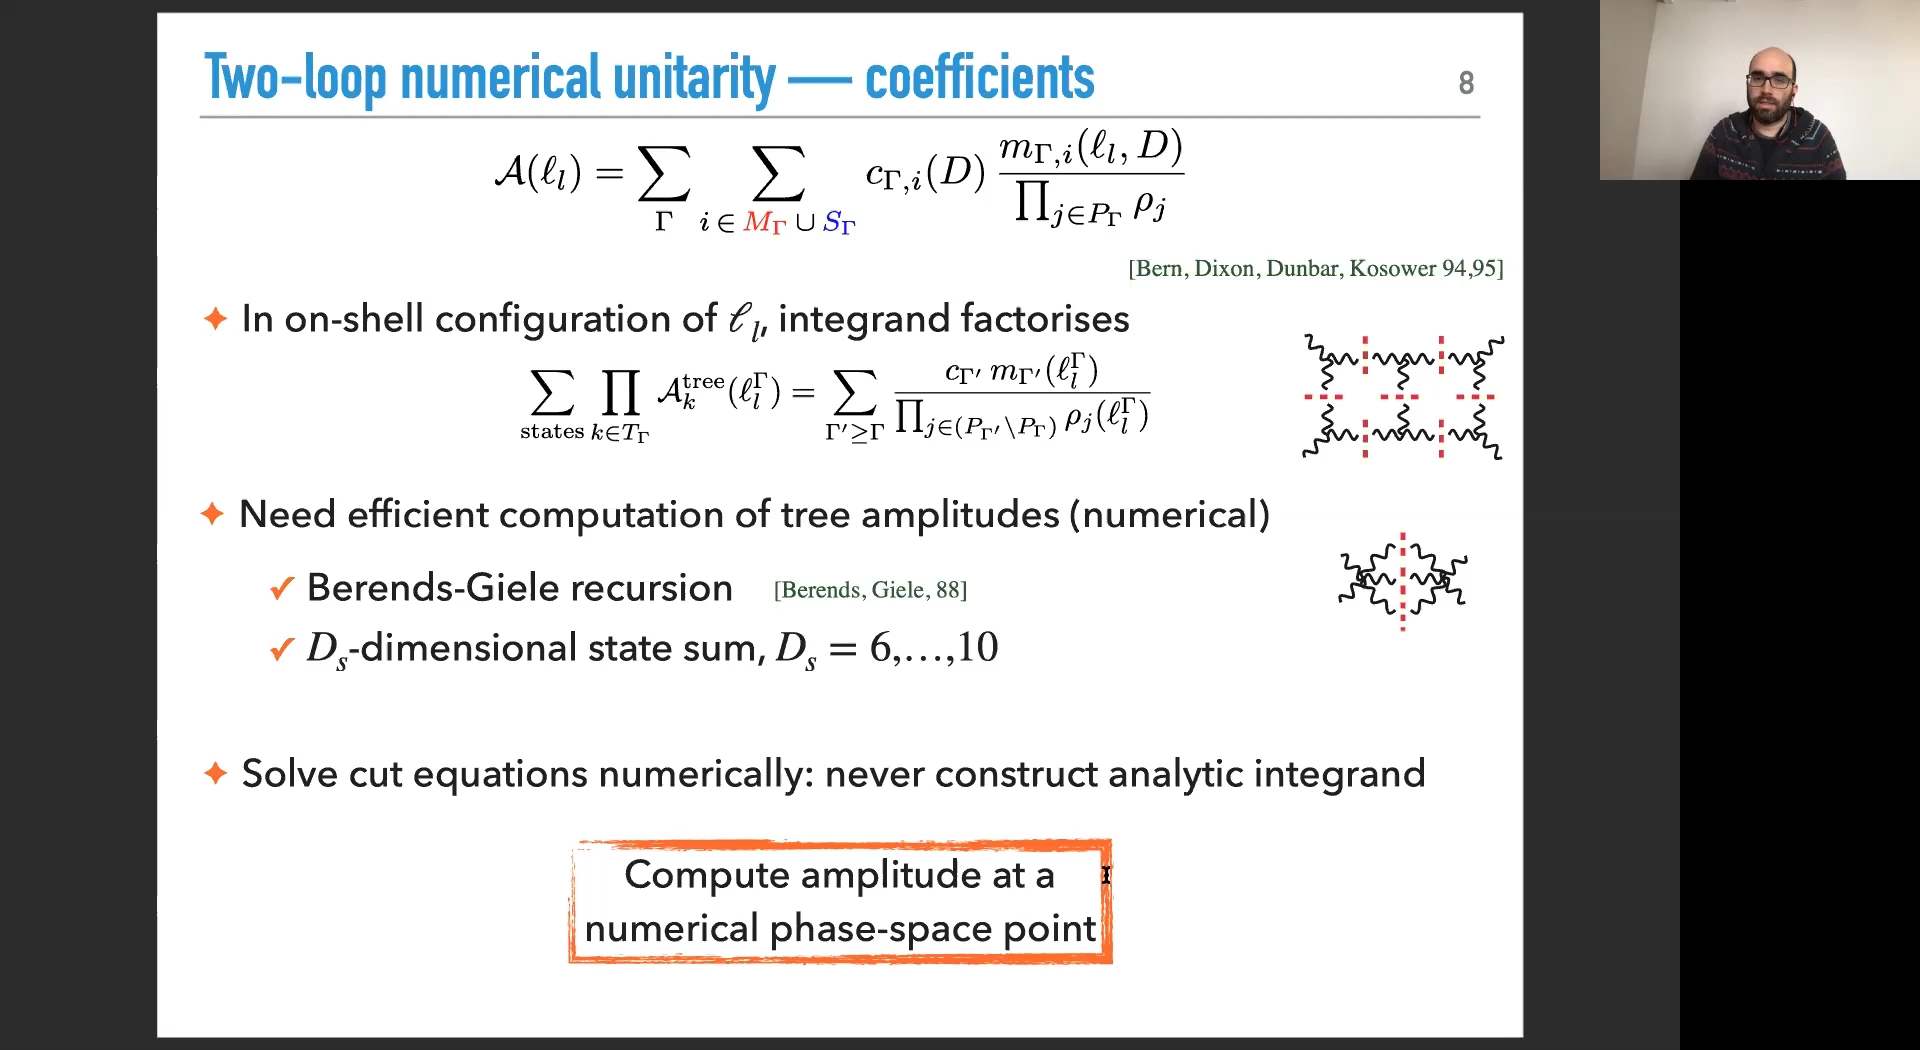 Two-loop numerical unitarity — coefficients
8
𝒜(ℓ_l) = ∑_Γ ∑_{i ∈ M_Γ ∪ S_Γ} c_{Γ,i}(D) m_{Γ,i}(ℓ_l, D) / ∏_{j∈P_Γ} ρ_j
[Bern, Dixon, Dunbar, Kosower 94,95]
✦ In on-shell configuration of ℓ_l, integrand factorises
∑_{states} ∏_{k∈T_Γ} 𝒜_k^{tree}(ℓ_l^Γ) = ∑_{Γ′≥Γ} c_{Γ′} m_{Γ′}(ℓ_l^Γ) / ∏_{j∈(P_{Γ′}\P_Γ)} ρ_j(ℓ_l^Γ)
✦ Need efficient computation of tree amplitudes (numerical)
✓ Berends-Giele recursion [Berends, Giele, 88]
✓ D_s-dimensional state sum, D_s = 6,…,10
✦ Solve cut equations numerically: never construct analytic integrand
Compute amplitude at a
numerical phase-space point